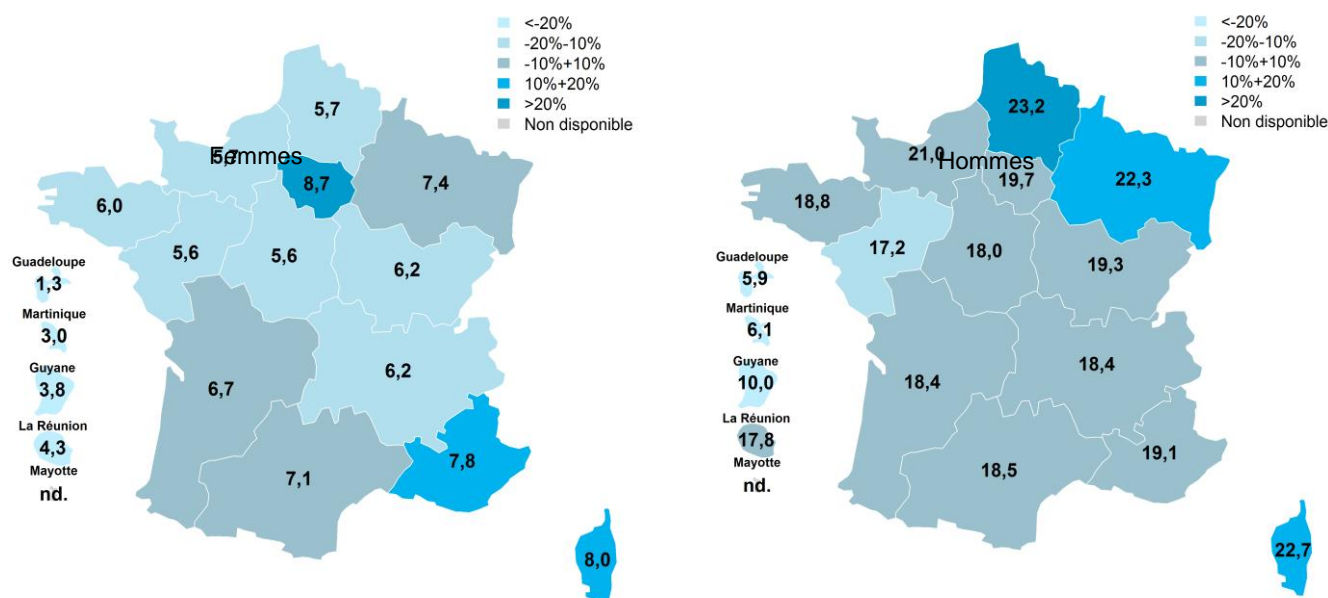 <-20%
-20%-10%
-10%+10%
10%+20%
>20%
Non disponible
5,7
Femmes
8,7
7,4
6,0
5,6
5,6
6,2
Guadeloupe
1,3
Martinique
3,0
Guyane
3,8
La Réunion
4,3
Mayotte
nd.
6,2
6,7
7,8
7,1
8,0
<-20%
-20%-10%
-10%+10%
10%+20%
>20%
Non disponible
23,2
21,0
Hommes
19,7
22,3
18,8
17,2
18,0
19,3
Guadeloupe
5,9
Martinique
6,1
Guyane
10,0
La Réunion
17,8
Mayotte
nd.
18,4
18,4
19,1
18,5
22,7